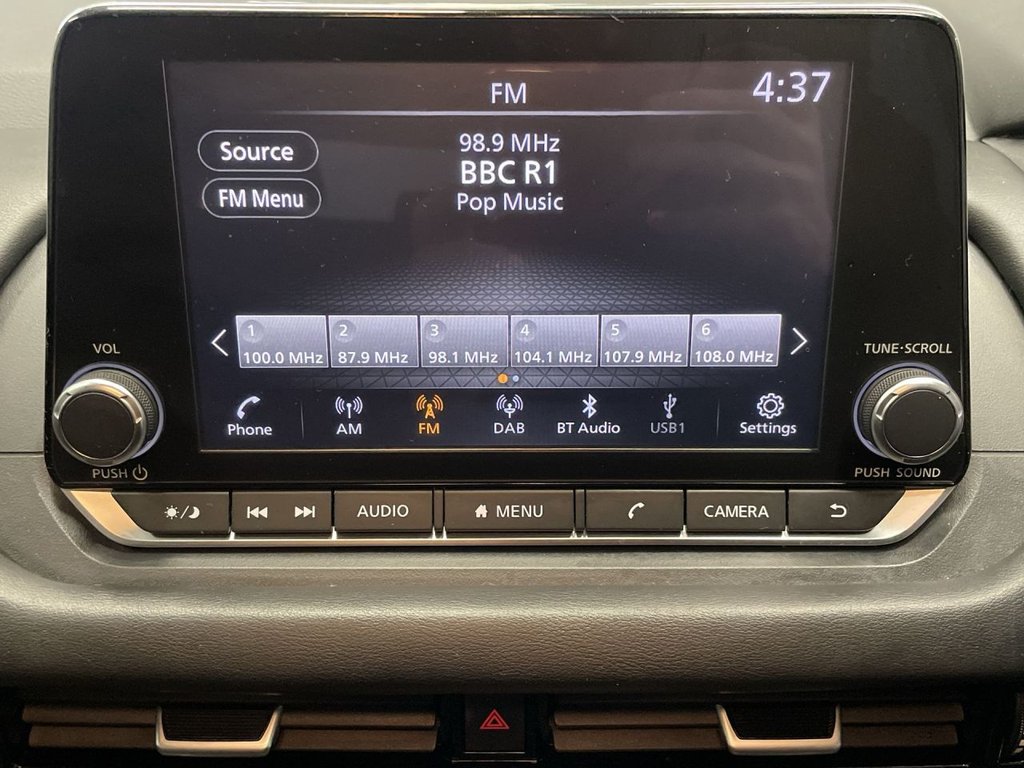 FM
4:37
Source
98.9 MHz
BBC R1
FM Menu
Pop Music
1
2
3
4
5
6
100.0 MHz
87.9 MHz
98.1 MHz
104.1 MHz
107.9 MHz
108.0 MHz
VOL
TUNE·SCROLL
Phone
AM
FM
DAB
BT Audio
USB1
Settings
PUSH
PUSH SOUND
AUDIO
MENU
CAMERA